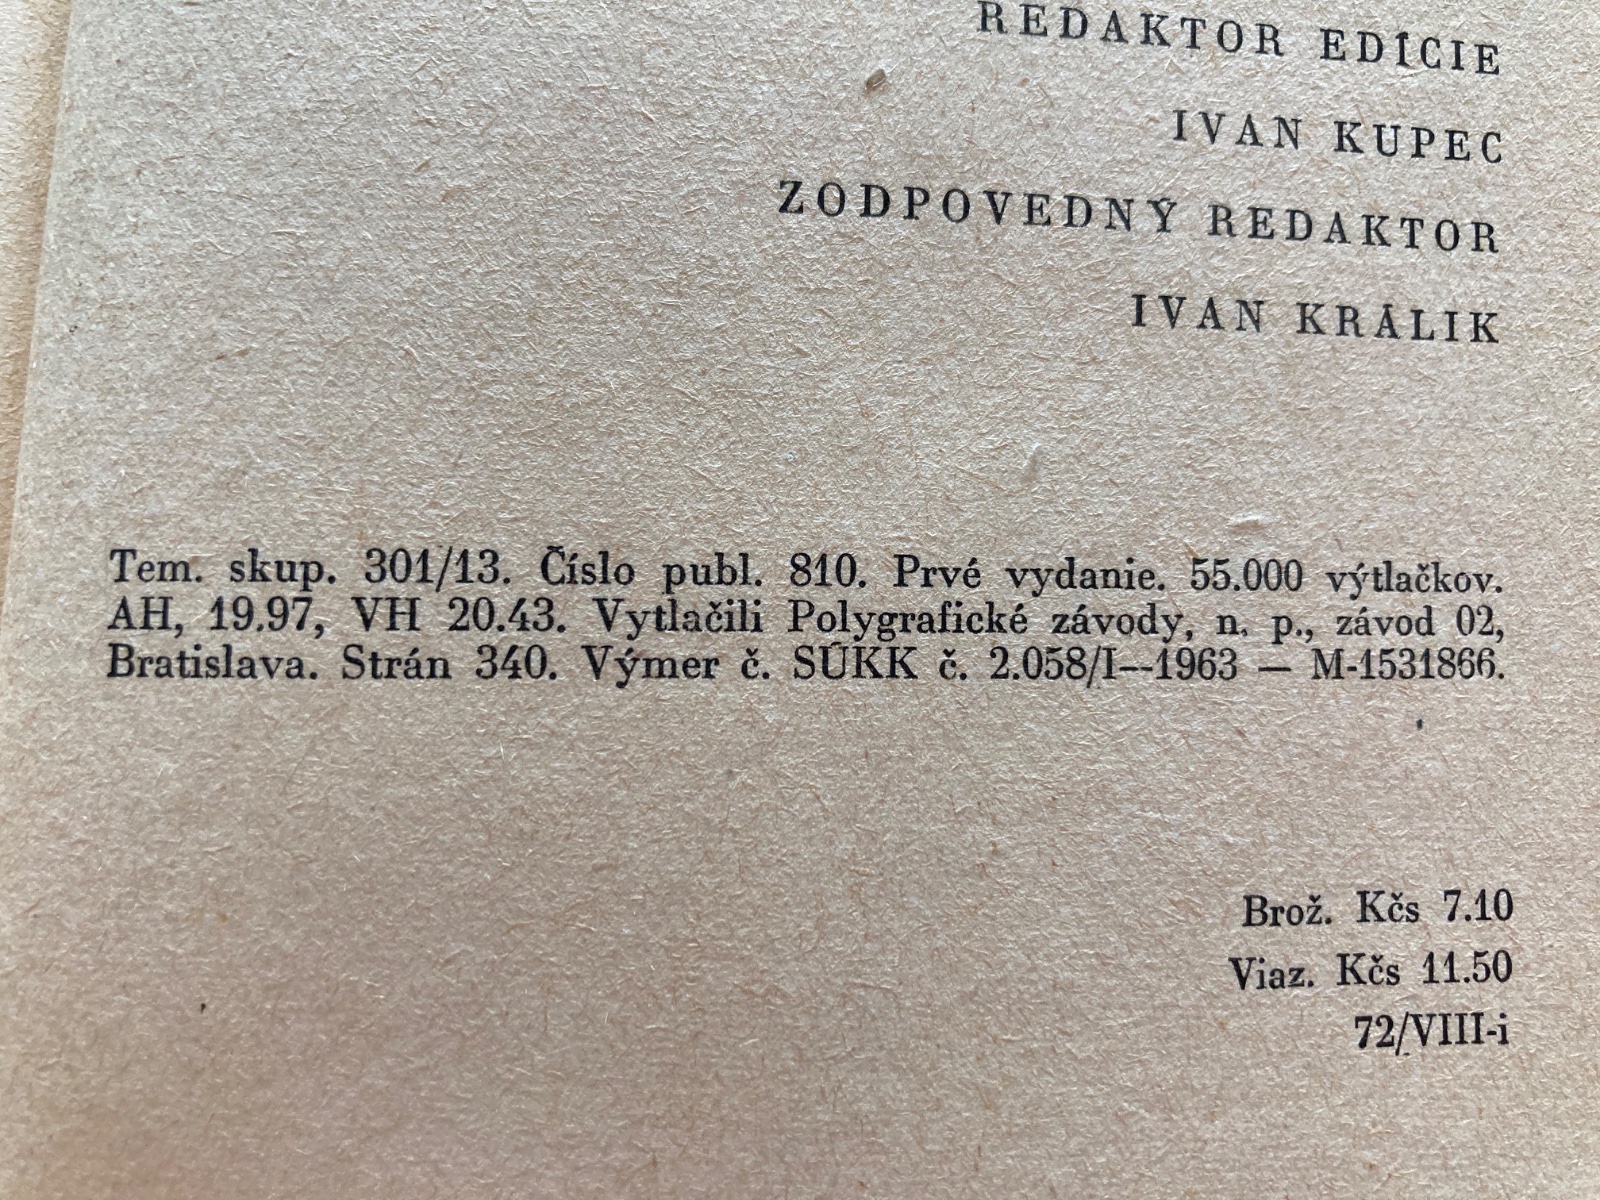 REDAKTOR EDÍCIE
IVAN KUPEC
ZODPOVEDNÝ REDAKTOR
IVAN KRÁLIK
Tem. skup. 301/13. Číslo publ. 810. Prvé vydanie. 55.000 výtlačkov.
AH, 19.97, VH 20.43. Vytlačili Polygrafické závody, n. p., závod 02,
Bratislava. Strán 340. Výmer č. SÚKK č. 2.058/I--1963 — M-1531866.
Brož. Kčs 7.10
Viaz. Kčs 11.50
72/VIII-i